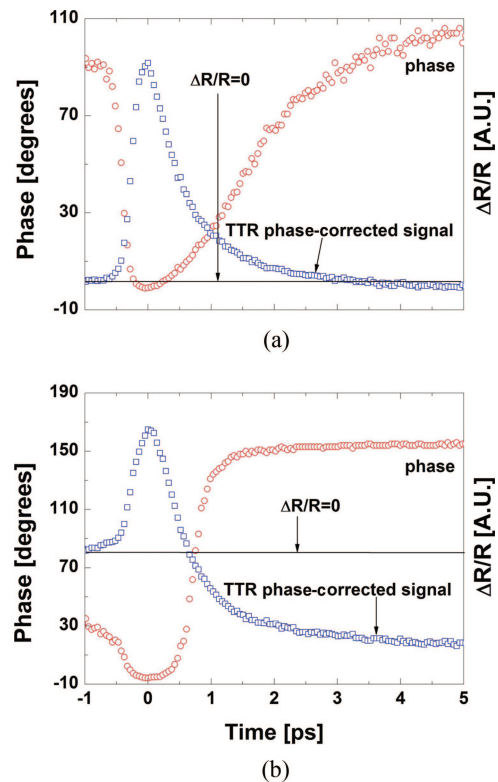 (a)
110
70
30
-10
Phase [degrees]
ΔR/R [A.U.]
ΔR/R=0
phase
TTR phase-corrected signal
(b)
190
150
110
70
30
-10
Phase [degrees]
ΔR/R [A.U.]
phase
ΔR/R=0
TTR phase-corrected signal
-1 0 1 2 3 4 5
Time [ps]